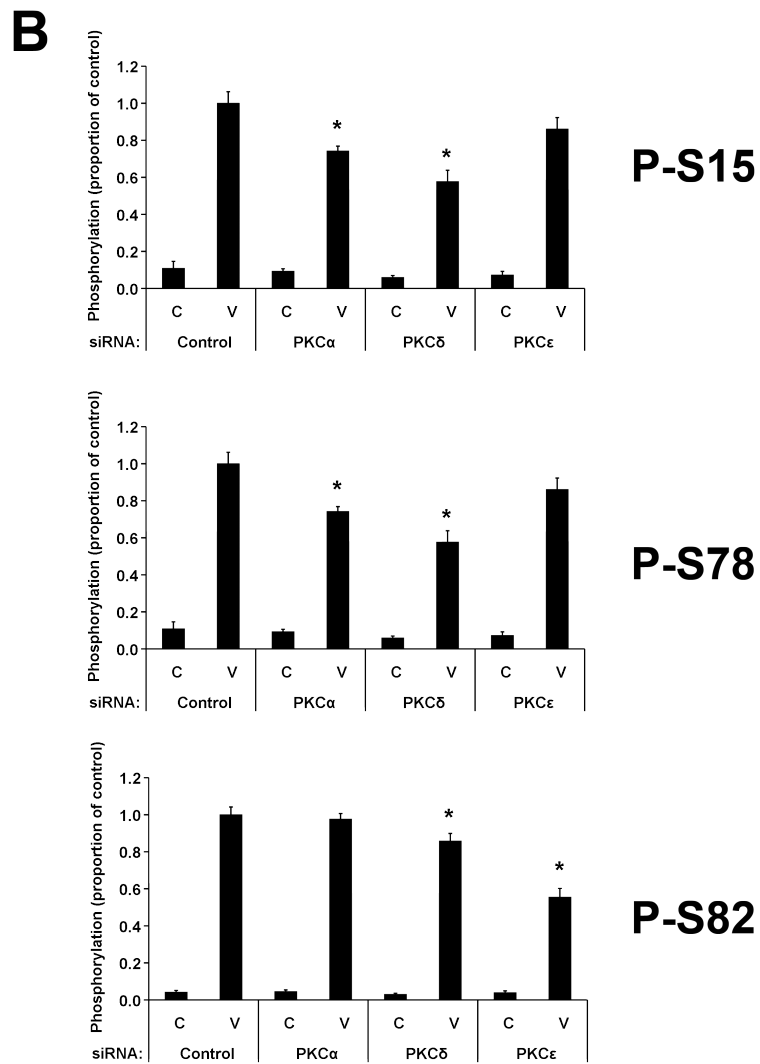 B
Phosphorylation (proportion of control)
1.2
1.0
0.8
0.6
0.4
0.2
0.0
* *
C V C V C V C V
siRNA: Control PKCα PKCδ PKCε
P-S15
Phosphorylation (proportion of control)
1.2
1.0
0.8
0.6
0.4
0.2
0.0
* *
C V C V C V C V
siRNA: Control PKCα PKCδ PKCε
P-S78
Phosphorylation (proportion of control)
1.2
1.0
0.8
0.6
0.4
0.2
0.0
* *
C V C V C V C V
siRNA: Control PKCα PKCδ PKCε
P-S82